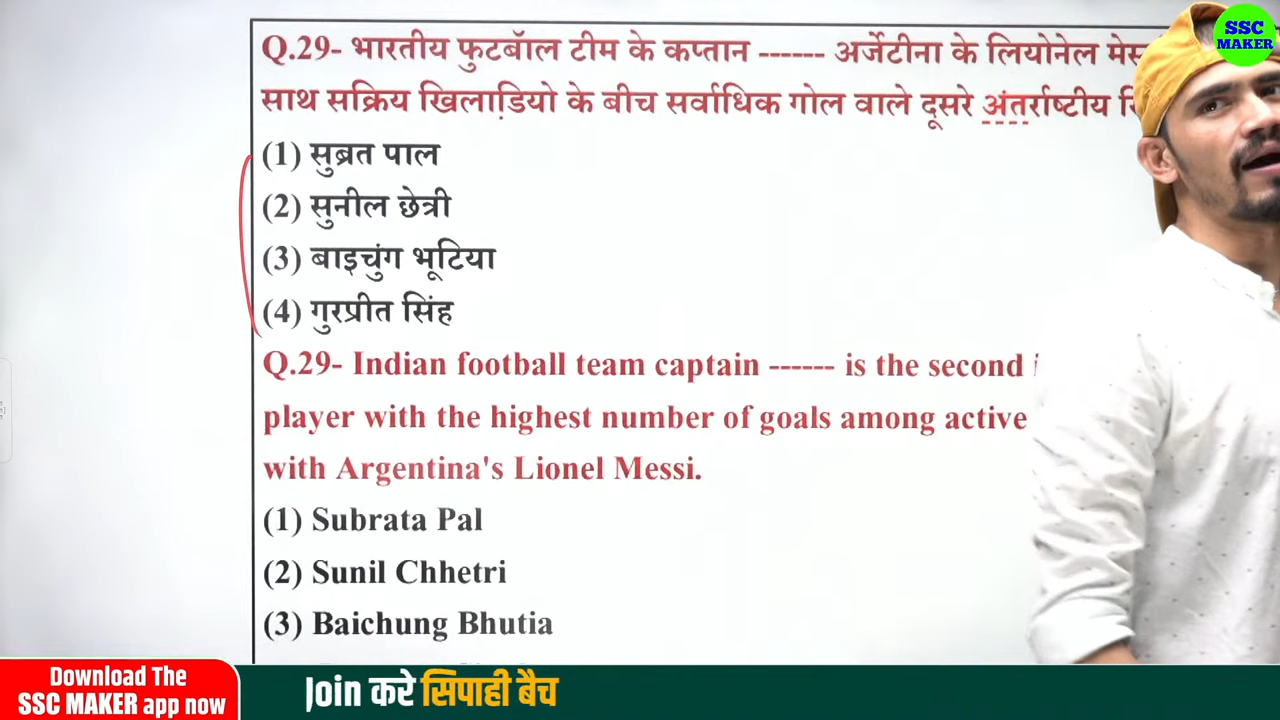 SSC
MAKER
Q.29- भारतीय फुटबॅाल टीम के कप्तान ------ अर्जेटीना के लियोनेल
साथ सक्रिय खिलाड़ियो के बीच सर्वाधिक गोल वाले दूसरे अंतर्राष्टीय
(1) सुब्रत पाल
(2) सुनील छेत्री
(3) बाइचुंग भूटिया
(4) गुरप्रीत सिंह
Q.29- Indian football team captain ------ is the second
player with the highest number of goals among active
with Argentina's Lionel Messi.
(1) Subrata Pal
(2) Sunil Chhetri
(3) Baichung Bhutia
Download The
SSC MAKER app now
Join करे सिपाही बैच